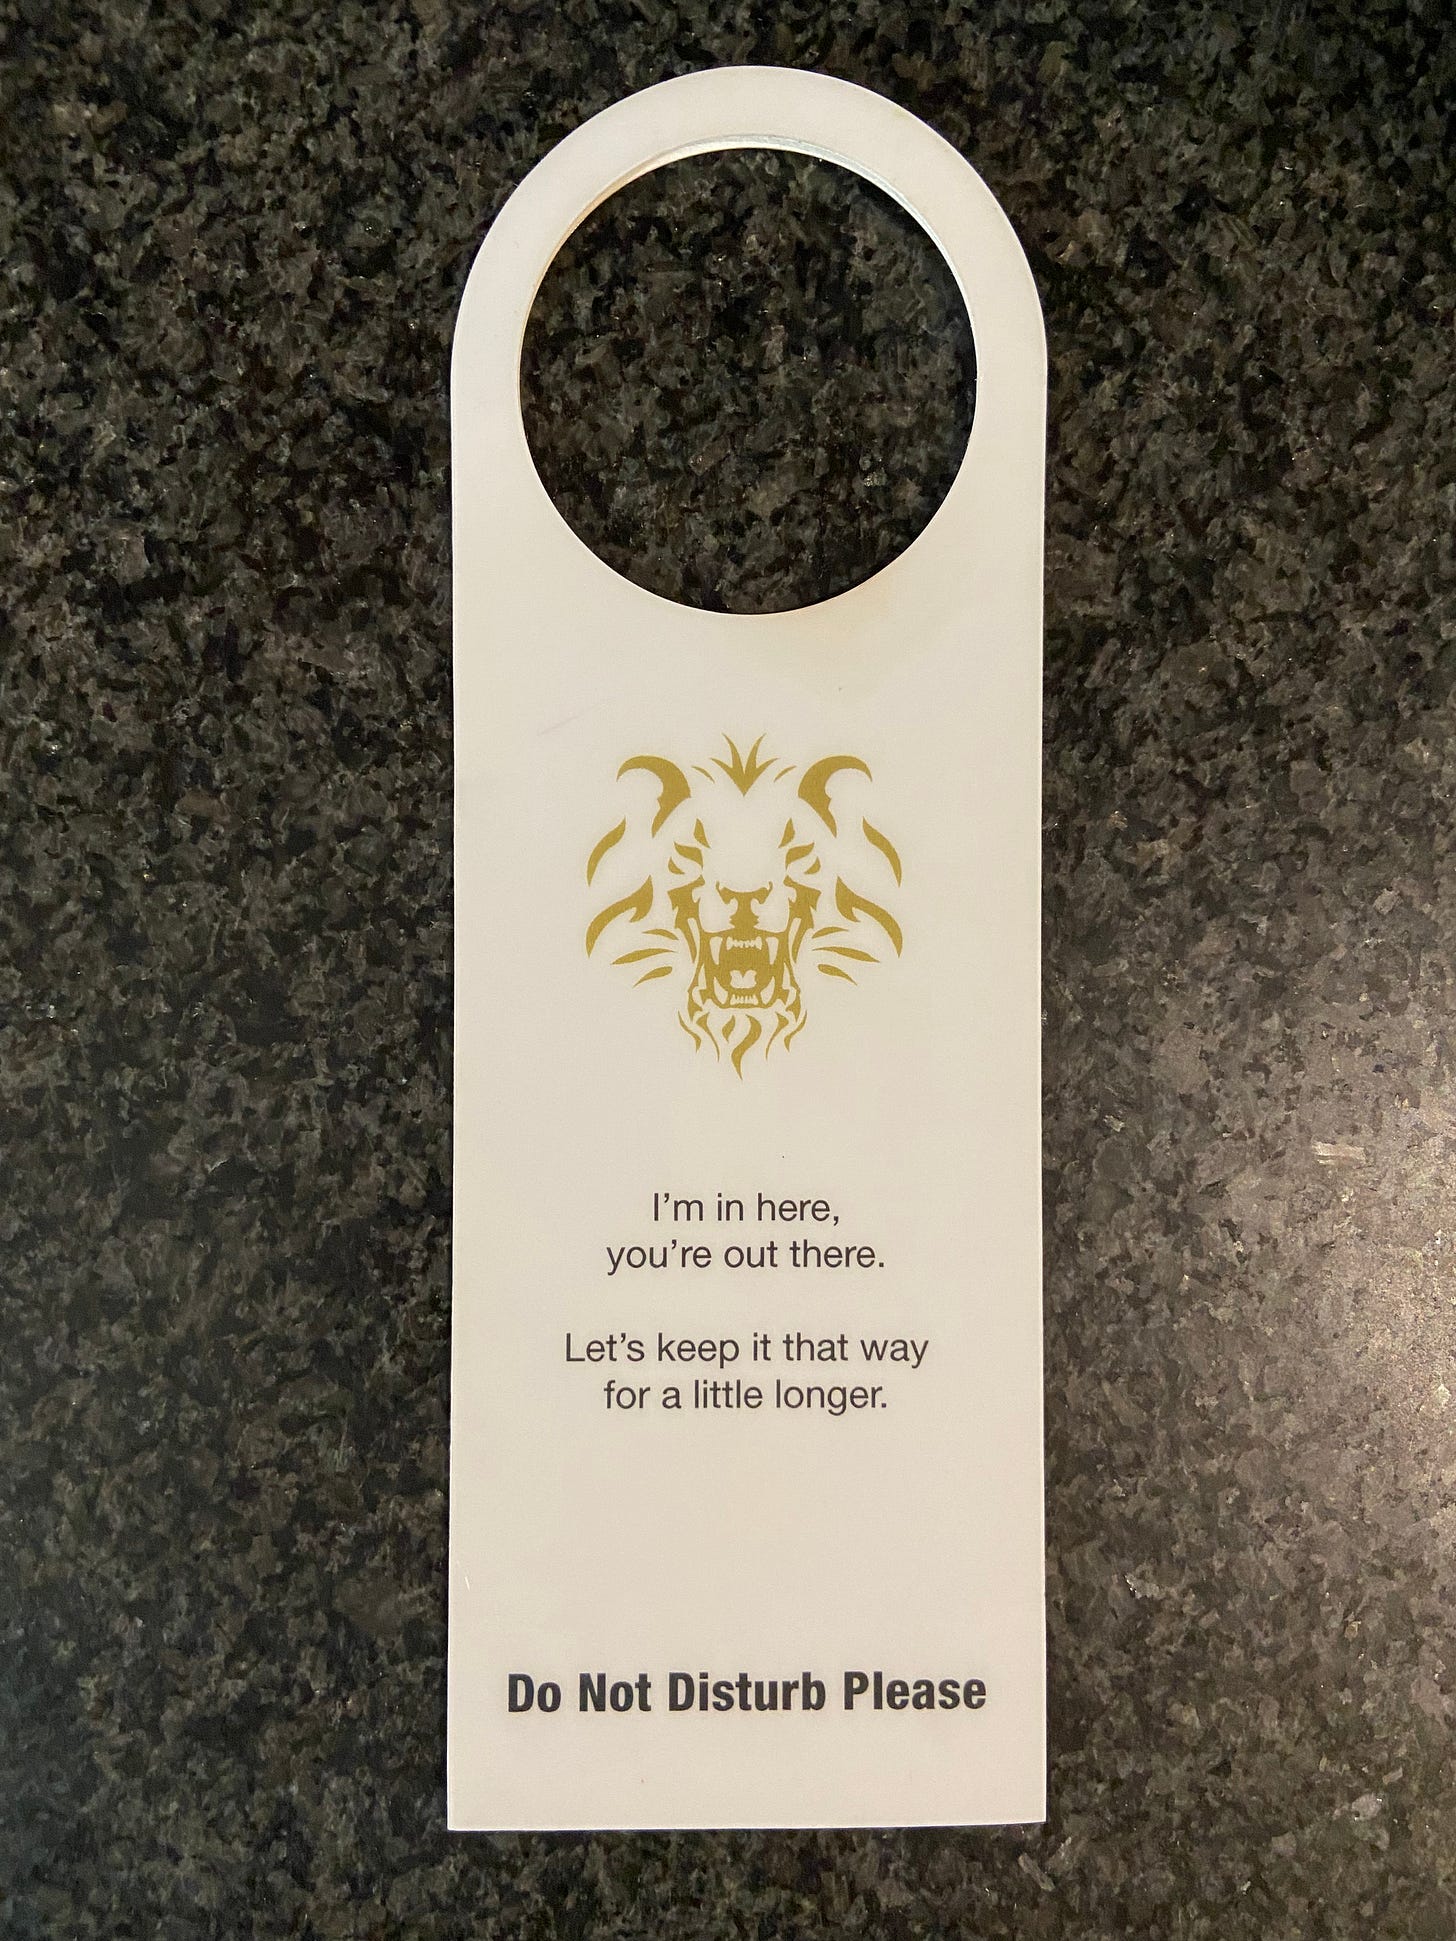 I’m in here,
you’re out there.
Let’s keep it that way
for a little longer.
Do Not Disturb Please